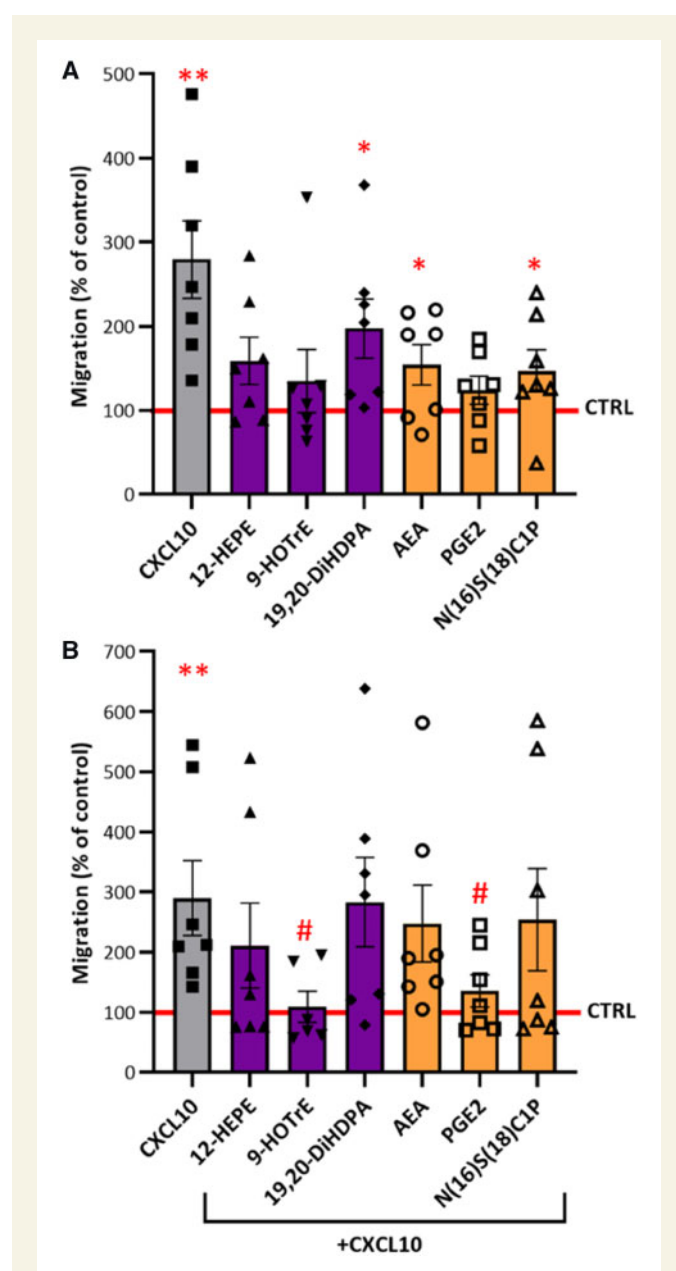 A
500
400
300
200
100
0
Migration (% of control)
**
*
*
*
CTRL
CXCL10
12-HEPE
9-HOTrE
19,20-DiHDPA
AEA
PGE2
N(16)S(18)C1P
B
700
600
500
400
300
200
100
0
Migration (% of control)
**
#
#
CTRL
CXCL10
12-HEPE
9-HOTrE
19,20-DiHDPA
AEA
PGE2
N(16)S(18)C1P
+CXCL10